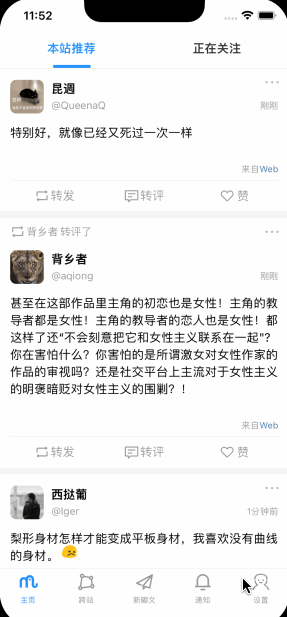 11:52
本站推荐 正在关注
昆週
@QueenaQ 刚刚
特别好，就像已经又死过一次一样
来自Web
转发 转评 赞
背乡者 转评了
背乡者
@aqiong 刚刚
甚至在这部作品里主角的初恋也是女性！主角的教
导者都是女性！主角的教导者的恋人也是女性！都
这样了还“不会刻意把它和女性主义联系在一起”？
你在害怕什么？你害怕的是所谓激女对于女性作家的
作品的审视吗？还是社交平台上主流对于女性主义
的明褒暗贬对女性主义的围剿？！
来自Web
转发 转评 赞
西挞葡
@lger 1分钟前
梨形身材怎样才能变成平板身材，我喜欢没有曲线
的身材。
主页 跨站 新嘟文 通知 设置